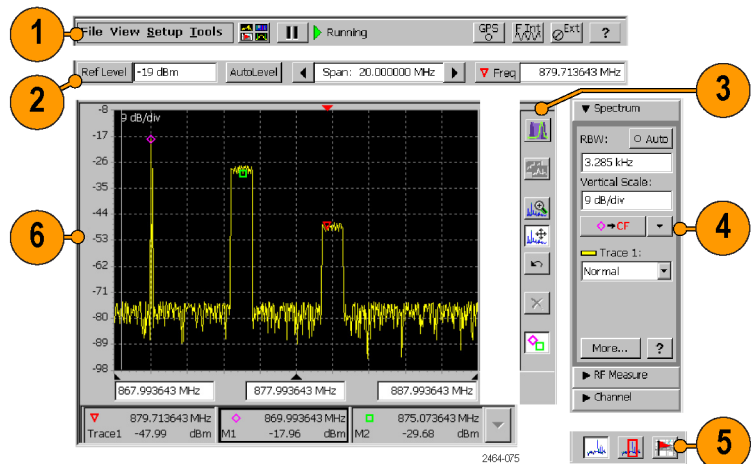 1
File View Setup Tools
Running
GPS
F Int
Ext
?
2
Ref Level
-19 dBm
AutoLevel
Span: 20.000000 MHz
Freq
879.713643 MHz
3
-8
9 dB/div
-17
-26
-35
-44
-53
-62
-71
-80
-89
-98
6
867.993643 MHz
877.993643 MHz
887.993643 MHz
879.713643 MHz
Trace1 -47.99 dBm
869.993643 MHz
M1 -17.96 dBm
875.073643 MHz
M2 -29.68 dBm
Spectrum
RBW:
Auto
3.285 kHz
Vertical Scale:
9 dB/div
→CF
4
Trace 1:
Normal
More...
?
RF Measure
Channel
5
2464-075